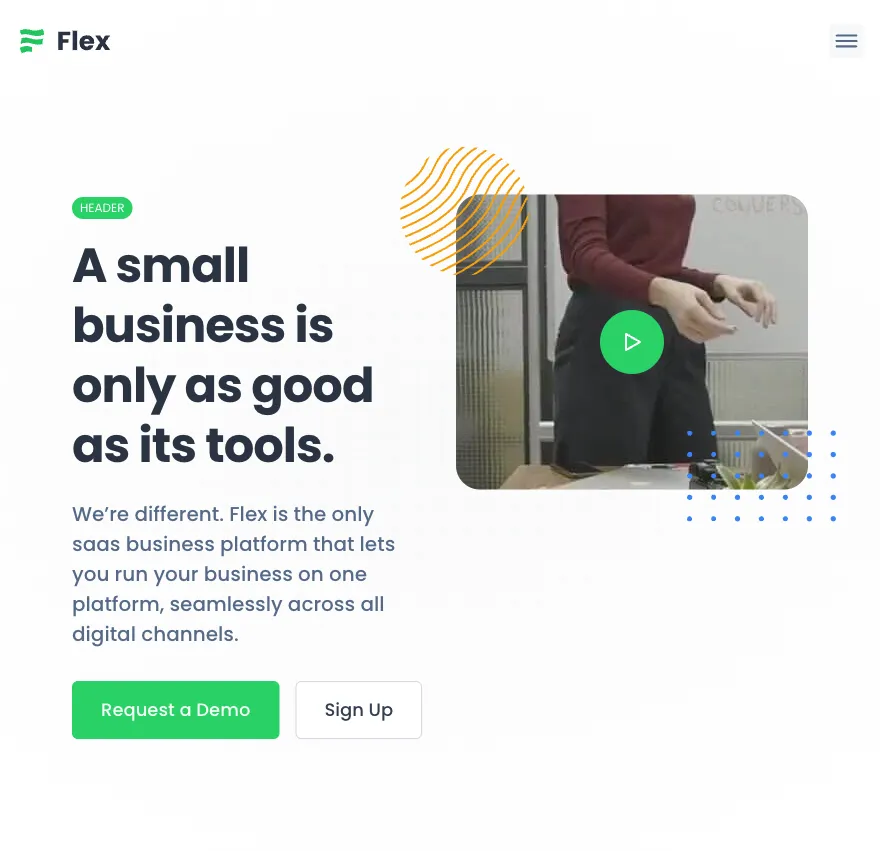 Flex
HEADER
A small
business is
only as good
as its tools.
We’re different. Flex is the only
saas business platform that lets
you run your business on one
platform, seamlessly across all
digital channels.
Request a Demo
Sign Up